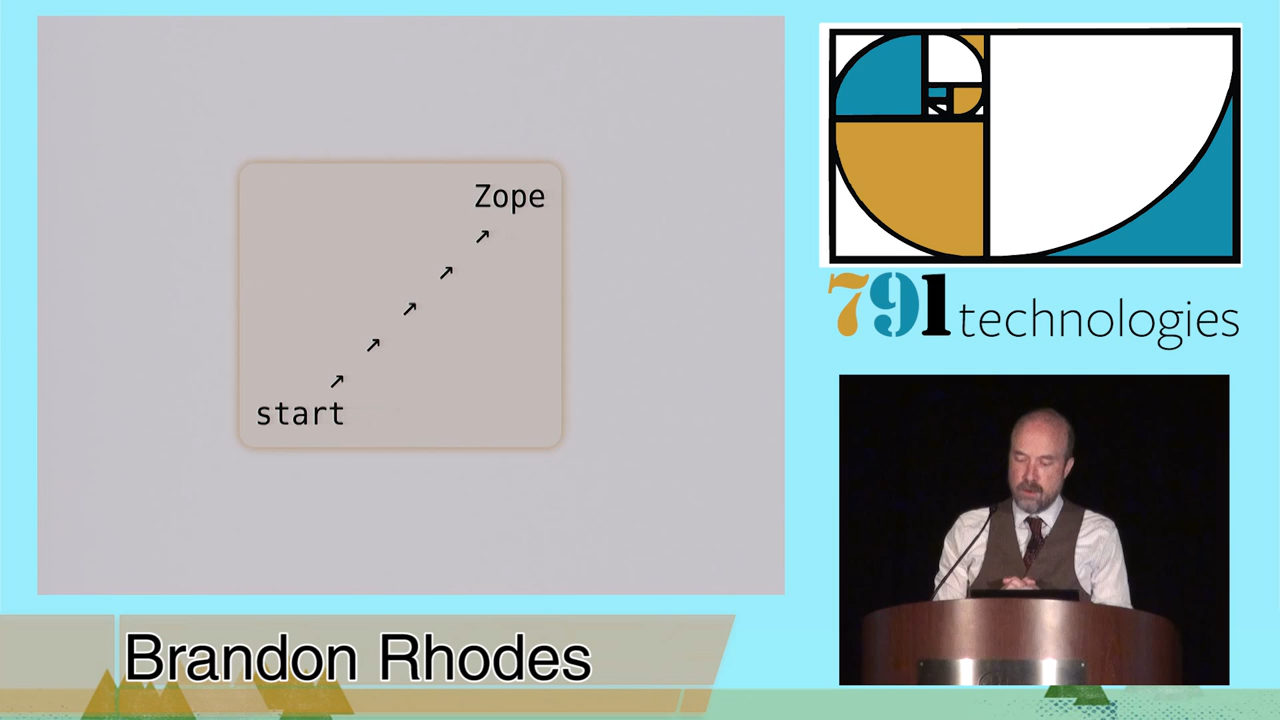 Zope
↗
↗
↗
↗
↗
start
791 technologies
Brandon Rhodes